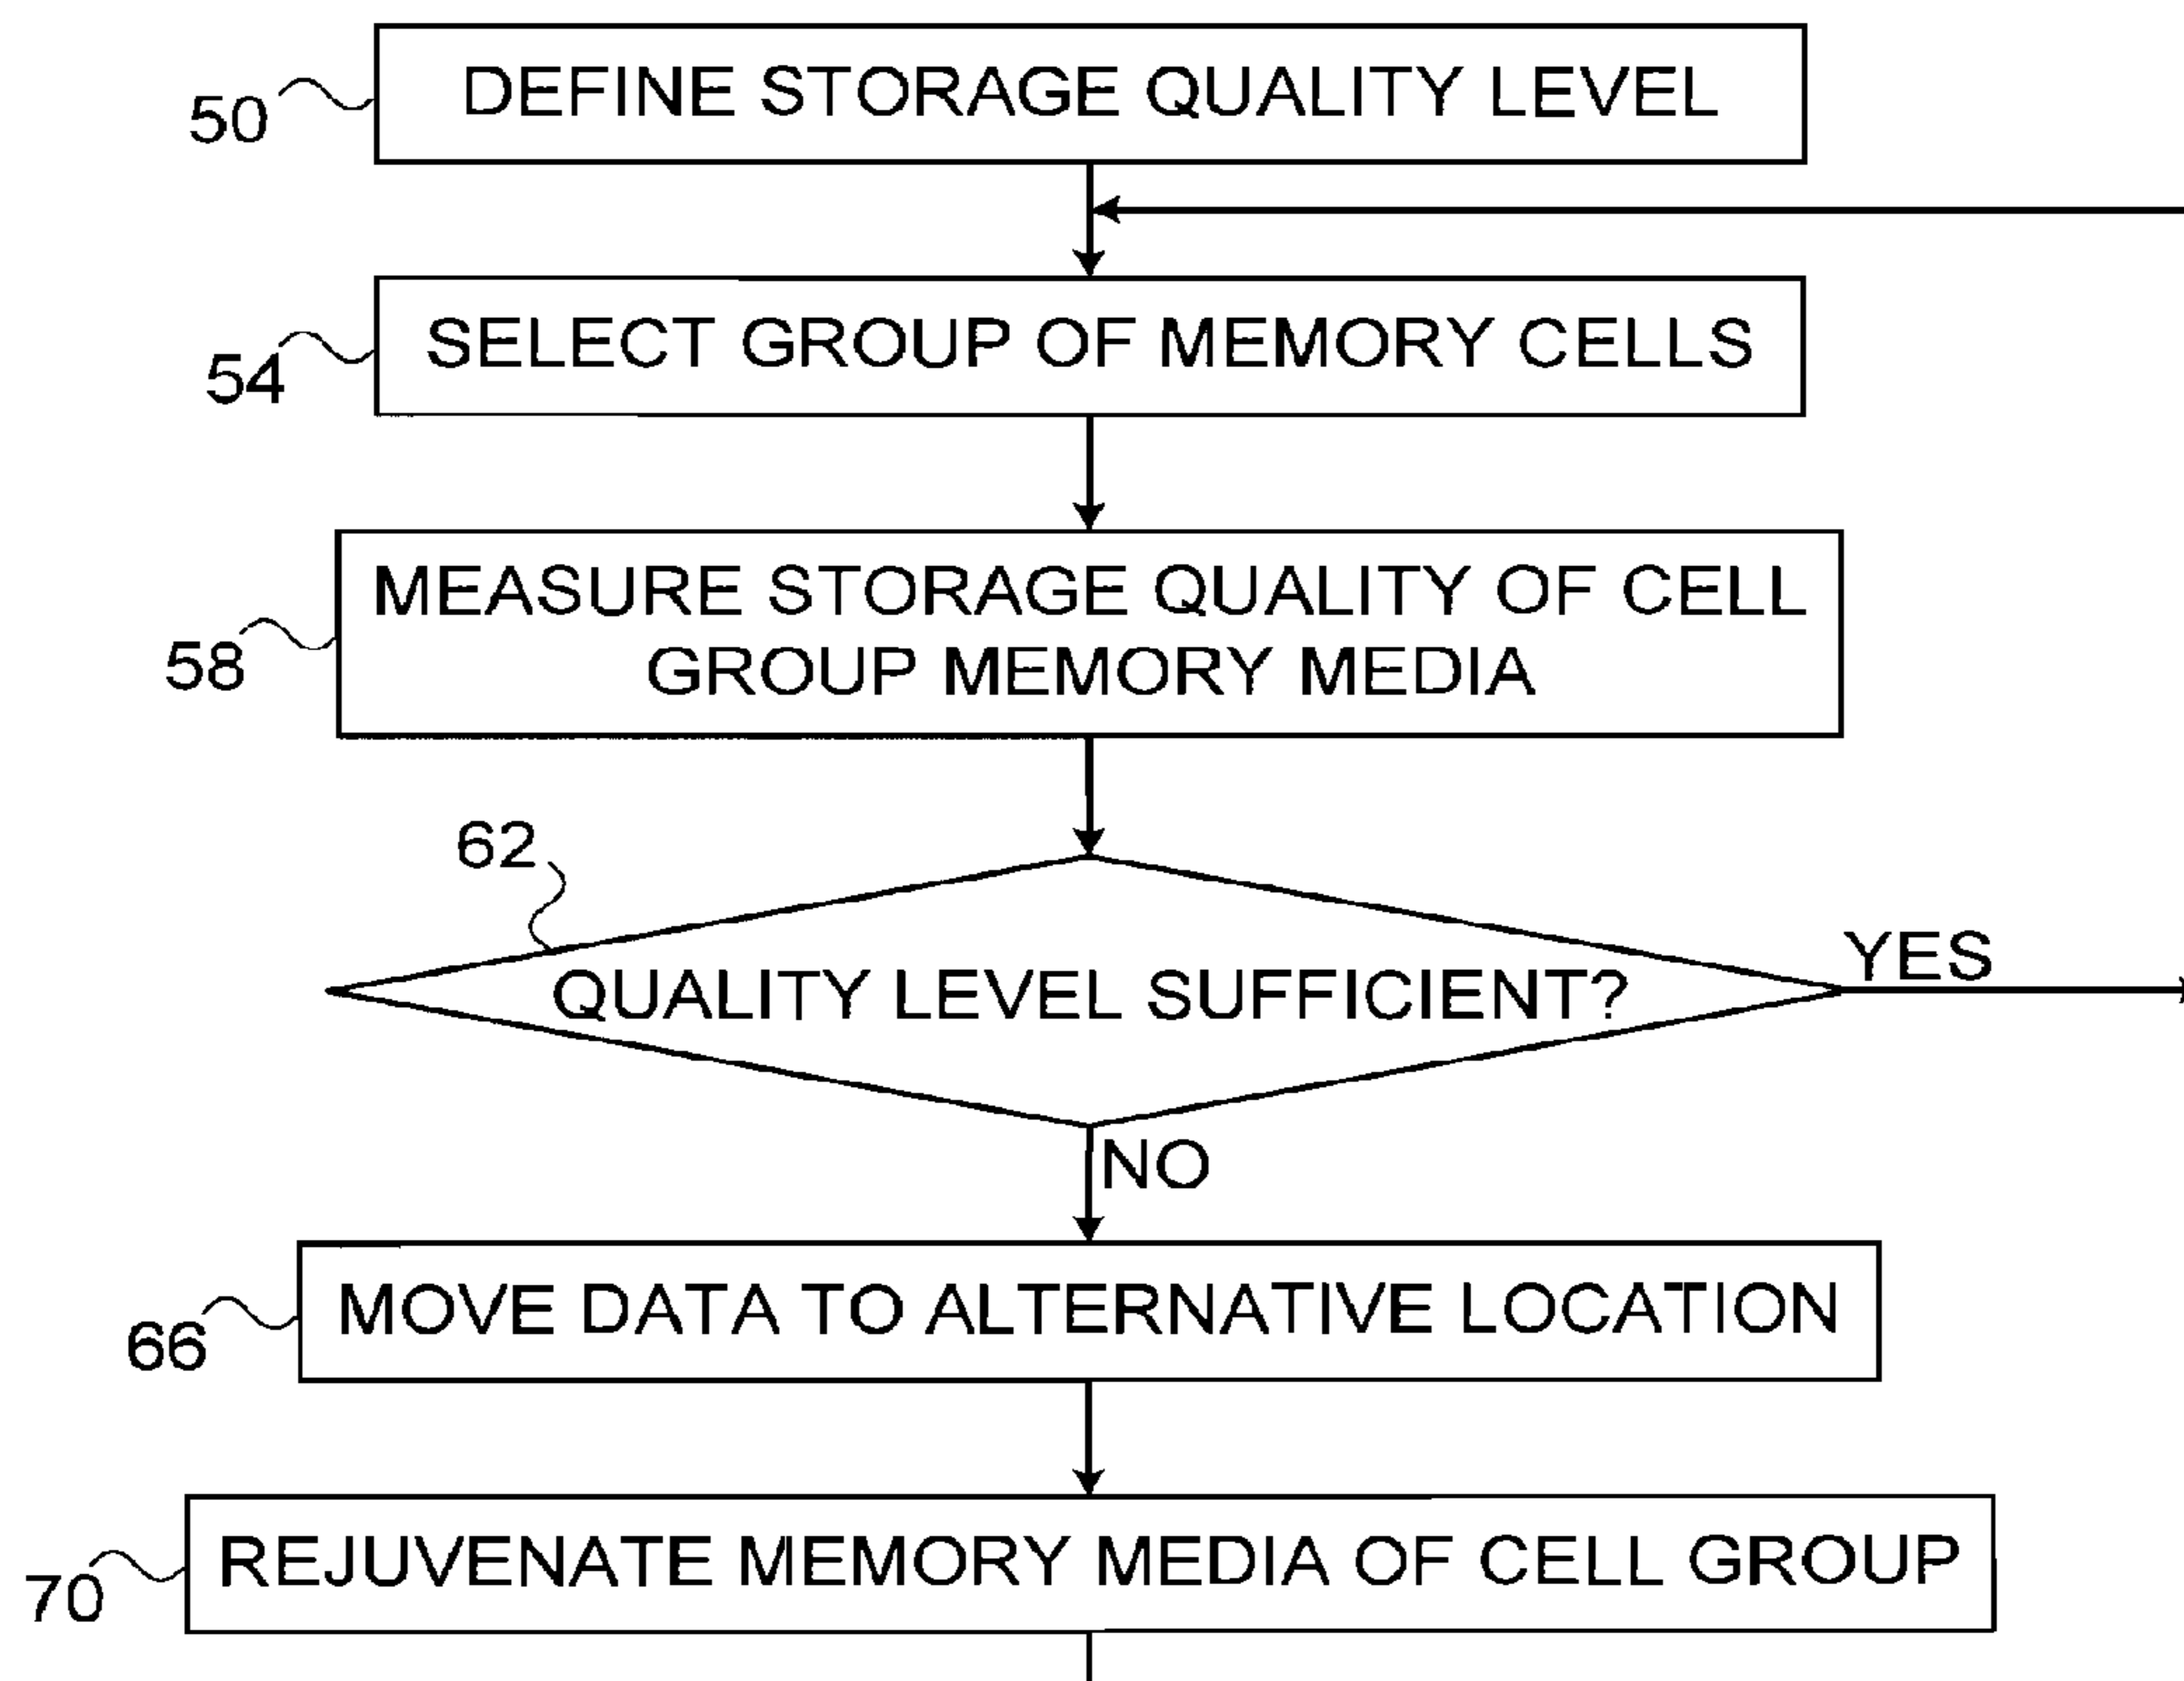 50
DEFINE STORAGE QUALITY LEVEL
54
SELECT GROUP OF MEMORY CELLS
58
MEASURE STORAGE QUALITY OF CELL
GROUP MEMORY MEDIA
62
QUALITY LEVEL SUFFICIENT?
YES
NO
66
MOVE DATA TO ALTERNATIVE LOCATION
70
REJUVENATE MEMORY MEDIA OF CELL GROUP